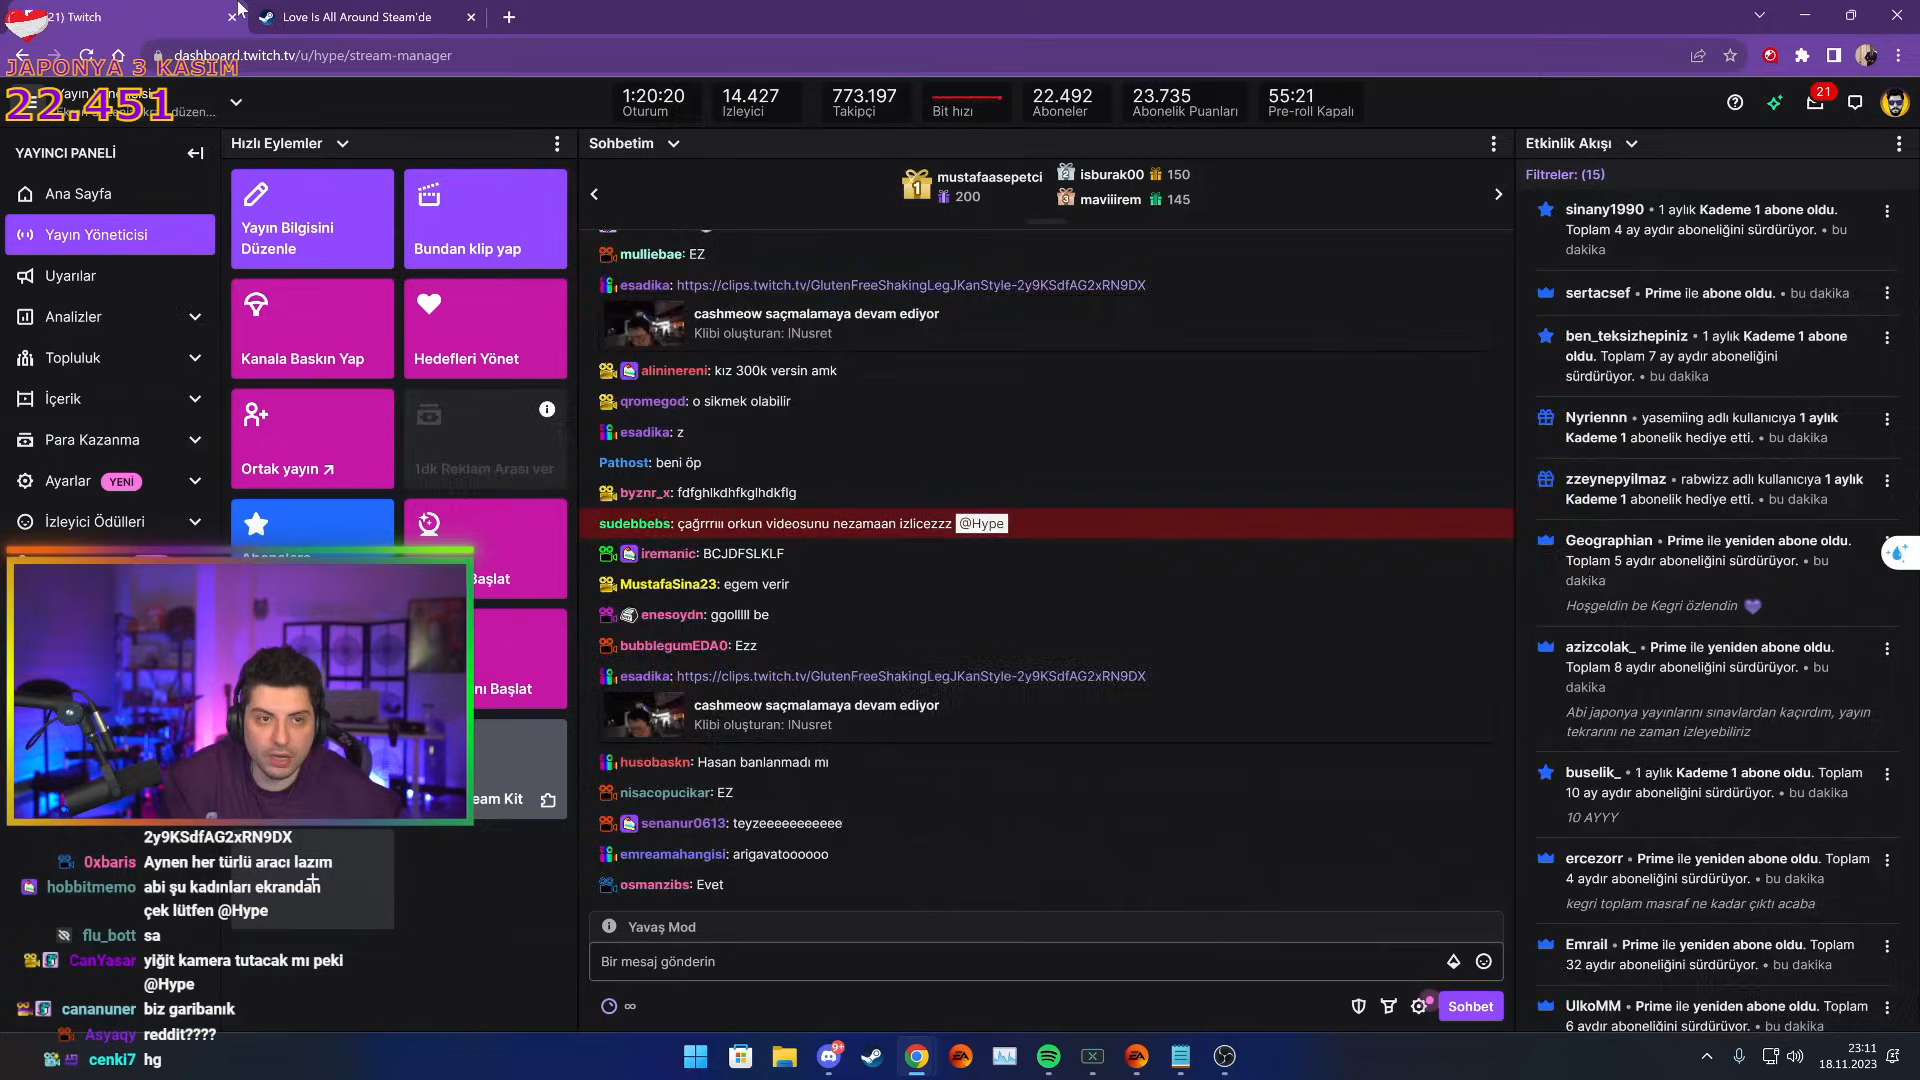 21) Twitch
Love Is All Around Steam'de
dashboard.twitch.tv/u/hype/stream-manager
JAPONYA 3 KASIM
22.451
Yayın Yöneticisi
1:20:20
Oturum
14.427
İzleyici
773.197
Takipçi
Bit hızı
22.492
Aboneler
23.735
Abonelik Puanları
55:21
Pre-roll Kapalı
21
YAYINCI PANELİ
Ana Sayfa
Yayın Yöneticisi
Uyarılar
Analizler
Topluluk
İçerik
Para Kazanma
Ayarlar YENİ
İzleyici Ödülleri
Hızlı Eylemler
Yayın Bilgisini
Düzenle
Bundan klip yap
Kanala Baskın Yap
Hedefleri Yönet
Ortak yayın
1dk Reklam Arası ver
Aboneler
Başlat
nı Başlat
eam Kit
Sohbetim
1
mustafaasepetci
200
2 isburak00 150
3 maviiirem 145
mulliebae: EZ
esadika: https://clips.twitch.tv/GlutenFreeShakingLegJKanStyle-2y9KSdfAG2xRN9DX
cashmeow saçmalamaya devam ediyor
Klibi oluşturan: INusret
alininereni: kız 300k versin amk
qromegod: o sikmek olabilir
esadika: z
Pathost: beni öp
byznr_x: fdfghlkdhfkglhdkflg
sudebbebs: çağrrrııı orkun videosunu nezamaan izlicezzz @Hype
iremanic: BCJDFSLKLF
MustafaSina23: egem verir
enesoydn: ggolllll be
bubblegumEDA0: Ezz
esadika: https://clips.twitch.tv/GlutenFreeShakingLegJKanStyle-2y9KSdfAG2xRN9DX
cashmeow saçmalamaya devam ediyor
Klibi oluşturan: INusret
husobaskn: Hasan banlanmadı mı
nisacopucikar: EZ
senanur0613: teyzeeeeeeeeeee
emreamahangisi: arigavatoooooo
osmanzibs: Evet
Yavaş Mod
Bir mesaj gönderin
∞
Sohbet
Etkinlik Akışı
Filtreler: (15)
sinany1990 • 1 aylık Kademe 1 abone oldu.
Toplam 4 ay aydır aboneliğini sürdürüyor. • bu
dakika
sertacsef • Prime ile abone oldu. • bu dakika
ben_teksizhepiniz • 1 aylık Kademe 1 abone
oldu. Toplam 7 ay aydır aboneliğini
sürdürüyor. • bu dakika
Nyriennn • yasemiing adlı kullanıcıya 1 aylık
Kademe 1 abonelik hediye etti. • bu dakika
zzeynepyilmaz • rabwizz adlı kullanıcıya 1 aylık
Kademe 1 abonelik hediye etti. • bu dakika
Geographian • Prime ile yeniden abone oldu.
Toplam 5 aydır aboneliğini sürdürüyor. • bu
dakika
Hoşgeldin be Kegri özlendin 💜
azizcolak_ • Prime ile yeniden abone oldu.
Toplam 8 aydır aboneliğini sürdürüyor. • bu
dakika
Abi japonya yayınlarını sınavlardan kaçırdım, yayın
tekrarını ne zaman izleyebiliriz
buselik_ • 1 aylık Kademe 1 abone oldu. Toplam
10 ay aydır aboneliğini sürdürüyor. • bu dakika
10 AYYY
ercezorr • Prime ile yeniden abone oldu. Toplam
4 aydır aboneliğini sürdürüyor. • bu dakika
kegri toplam masraf ne kadar çıktı acaba
Emrail • Prime ile yeniden abone oldu. Toplam
32 aydır aboneliğini sürdürüyor. • bu dakika
UlkoMM • Prime ile yeniden abone oldu. Toplam
6 aydır aboneliğini sürdürüyor. • bu dakika
2y9KSdfAG2xRN9DX
0xbaris Aynen her türlü aracı lazım
hobbitmemo abi şu kadınları ekrandan
çek lütfen @Hype
flu_bott sa
CanYasar yiğit kamera tutacak mı peki
@Hype
cananuner biz garibanık
Asyaqy reddit????
cenki7 hg
9+
23:11
18.11.2023